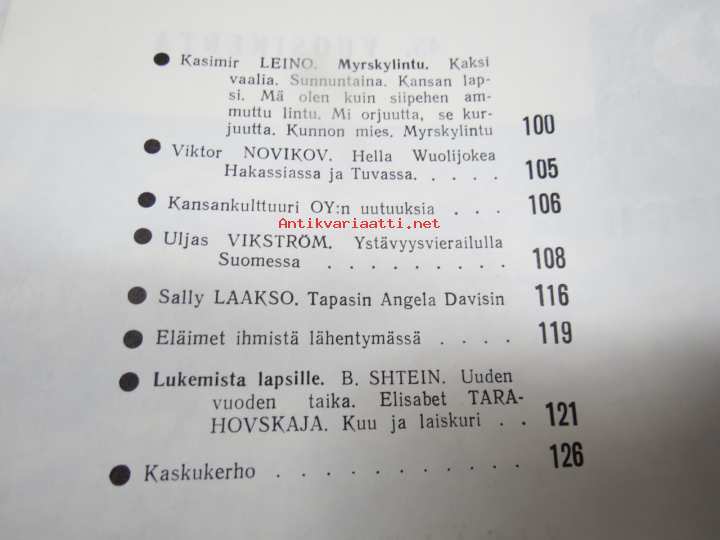 ● Kasimir LEINO. Myrskylintu. Kaksi
vaalia. Sunnuntaina. Kansan lap-
si. Mä olen kuin siipehen am-
muttu lintu. Mi orjuutta, se kur-
juutta. Kunnon mies. Myrskylintu 100
● Viktor NOVIKOV. Hella Wuolijokea
Hakassiassa ja Tuvassa. . . . . 105
● Kansankulttuuri OY:n uutuuksia . . . 106
Antikvariaatti.net
● Uljas VIKSTRÖM. Ystävyysvierailulla
Suomessa . . . . . . . . . 108
● Sally LAAKSO. Tapasin Angela Davisin 116
● Eläimet ihmistä lähentymässä . . . . 119
● Lukemista lapsille. B. SHTEIN. Uuden
vuoden taika. Elisabet TARA-
HOVSKAJA. Kuu ja laiskuri . . 121
● Kaskukerho . . . . . . . . . . . 126